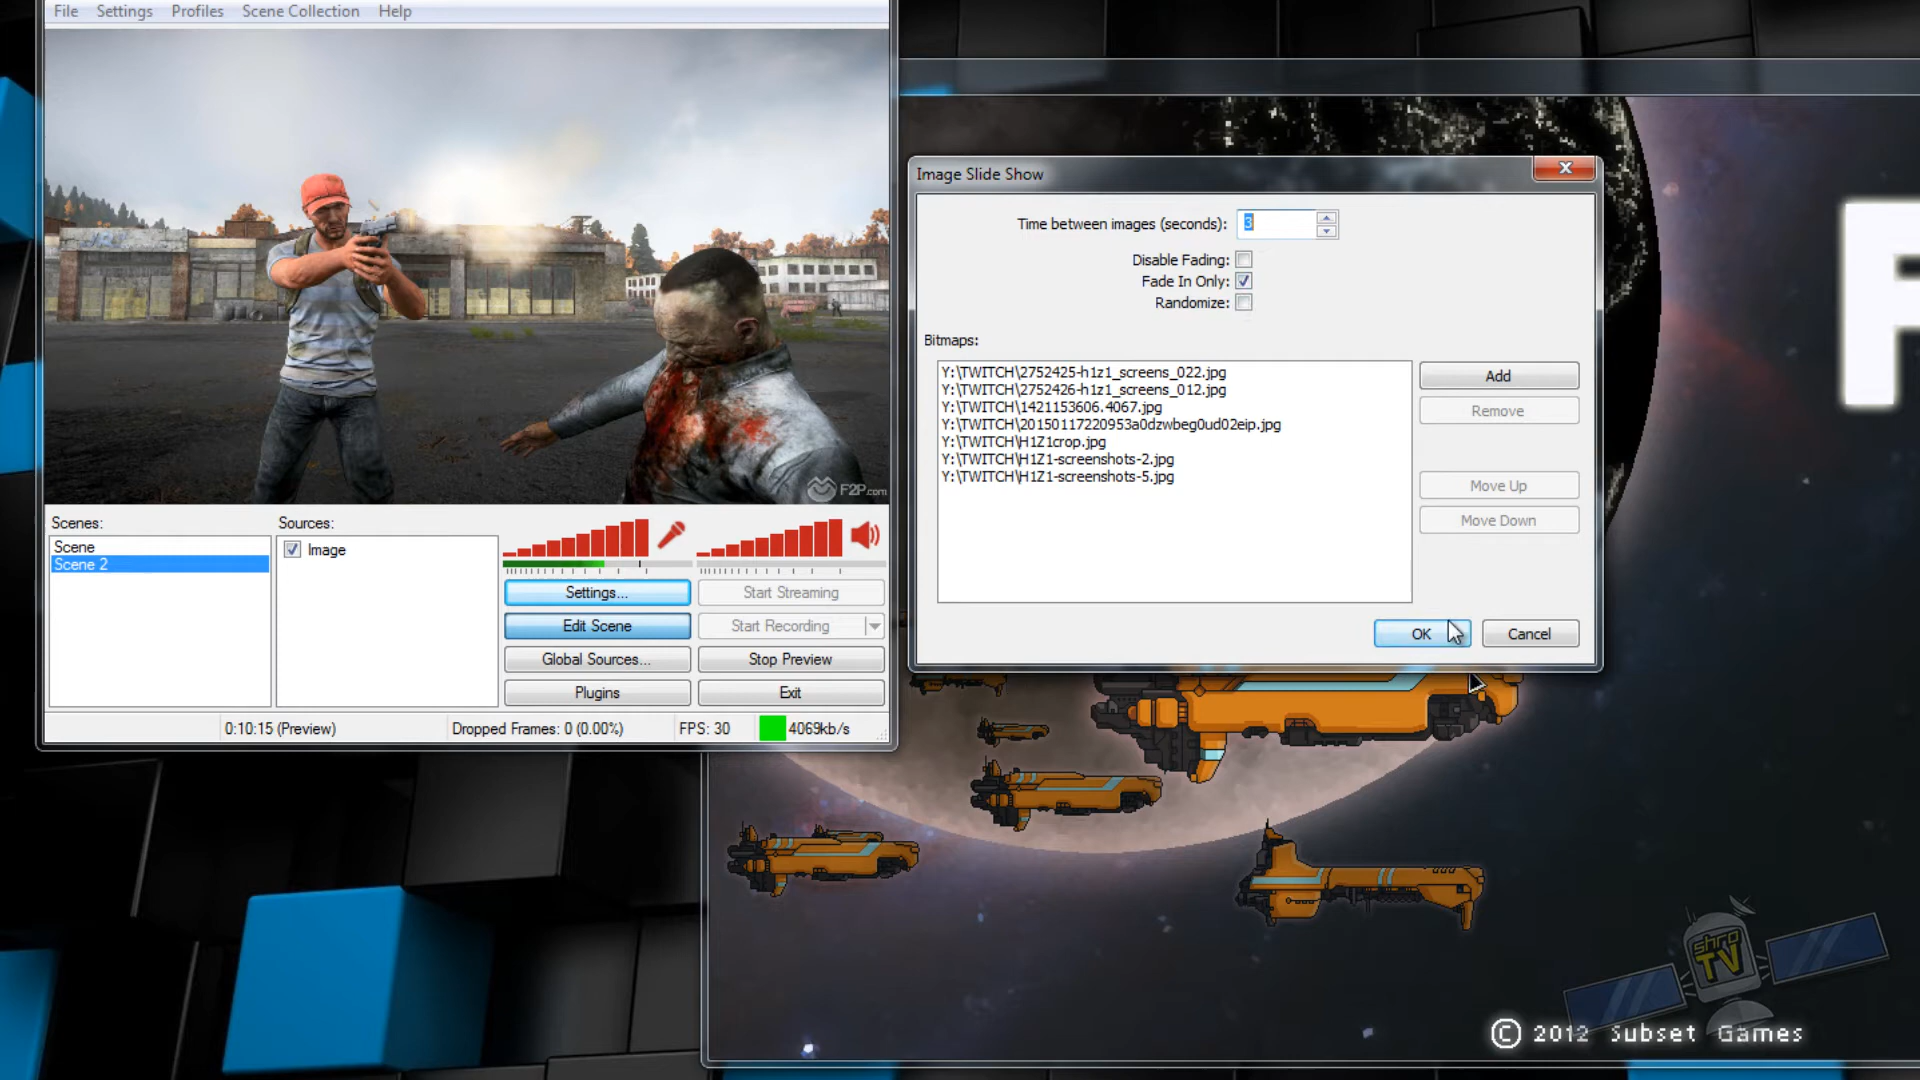 File Settings Profiles Scene Collection Help
F2P.com
Scenes:
Scene
Scene 2
Sources:
Image
Settings...
Start Streaming
Edit Scene
Start Recording
Global Sources...
Stop Preview
Plugins
Exit
0:10:15 (Preview)
Dropped Frames: 0 (0.00%)
FPS: 30
4069kb/s
Image Slide Show
Time between images (seconds): 3
Disable Fading:
Fade In Only:
Randomize:
Bitmaps:
Y:\TWITCH\2752425-h1z1_screens_022.jpg
Y:\TWITCH\2752426-h1z1_screens_012.jpg
Y:\TWITCH\1421153606.4067.jpg
Y:\TWITCH\20150117220953a0dzwbeg0ud02eip.jpg
Y:\TWITCH\H1Z1crop.jpg
Y:\TWITCH\H1Z1-screenshots-2.jpg
Y:\TWITCH\H1Z1-screenshots-5.jpg
Add
Remove
Move Up
Move Down
OK
Cancel
F
shro
TV
© 2012 Subset Games